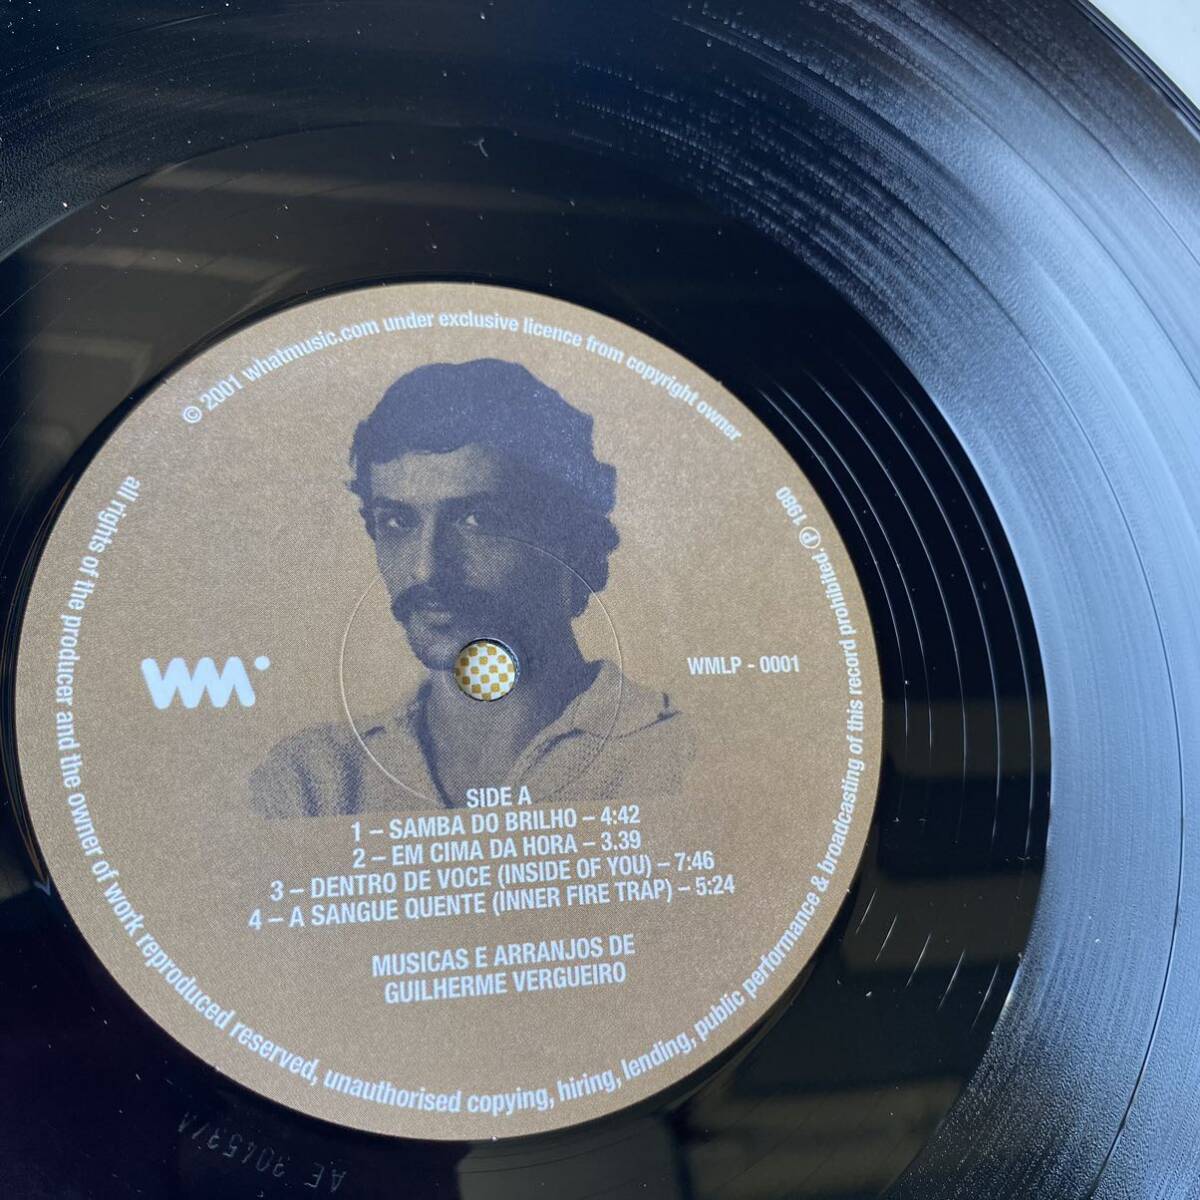 © 2001 whatmusic.com under exclusive licence from copyright owner
all rights of the producer and the owner of work reproduced reserved, unauthorised copying, hiring, lending, public performance & broadcasting of this record prohibited. ℗ 1980
WM
WMLP - 0001
SIDE A
1 – SAMBA DO BRILHO – 4:42
2 – EM CIMA DA HORA – 3.39
3 – DENTRO DE VOCE (INSIDE OF YOU) – 7:46
4 – A SANGUE QUENTE (INNER FIRE TRAP) – 5:24
MUSICAS E ARRANJOS DE
GUILHERME VERGUEIRO